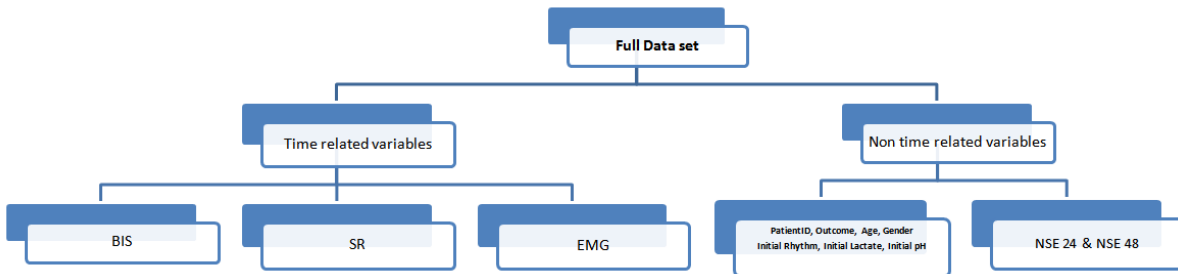 Full Data set
Time related variables
Non time related variables
BIS
SR
EMG
PatientID, Outcome, Age, Gender
Initial Rhythm, Initial Lactate, Initial pH
NSE 24 & NSE 48